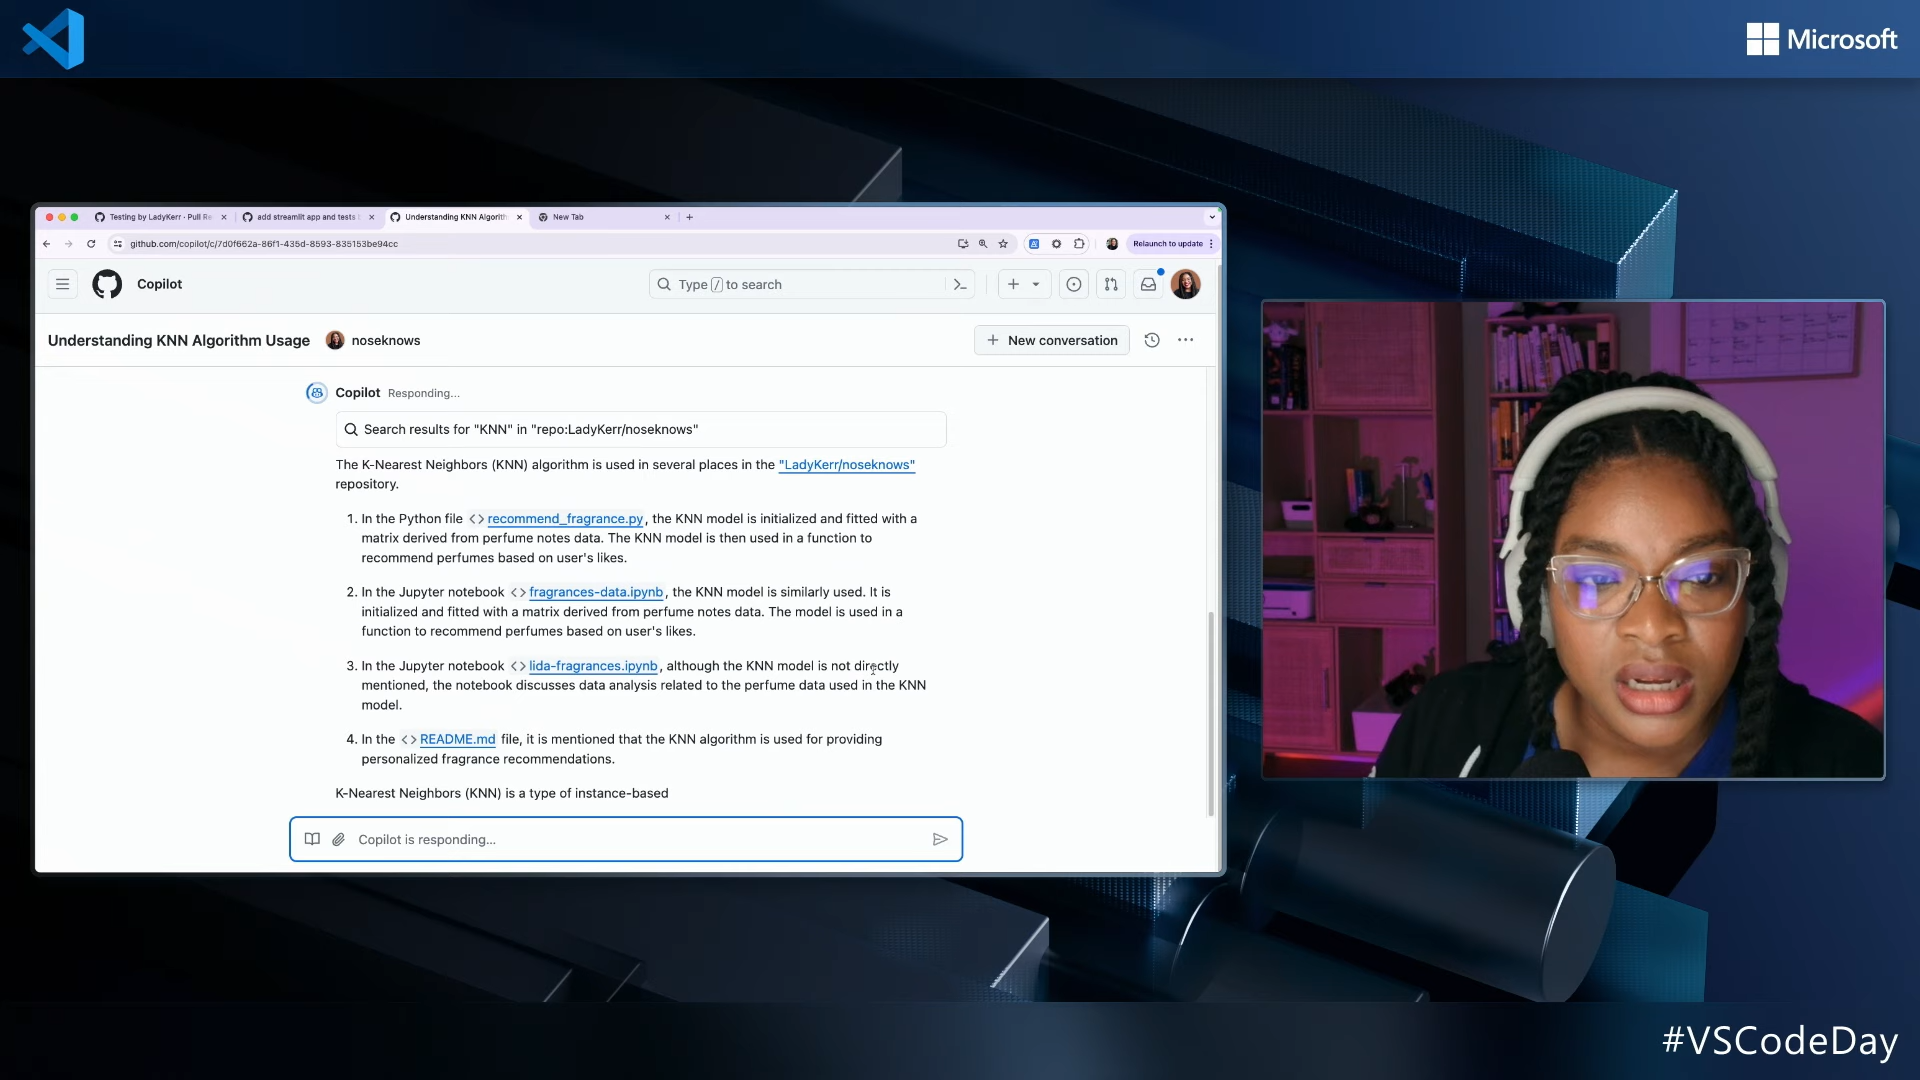 Microsoft
Testing by LadyKerr · Pull Re
add streamlit app and tests
Understanding KNN Algorith
New Tab
github.com/copilot/c/7d0f662a-86f1-435d-8593-835153be94cc
Relaunch to update
Copilot
Type / to search
Understanding KNN Algorithm Usage
noseknows
New conversation
Copilot Responding...
Search results for "KNN" in "repo:LadyKerr/noseknows"
The K-Nearest Neighbors (KNN) algorithm is used in several places in the "LadyKerr/noseknows"
repository.
1. In the Python file <> recommend_fragrance.py, the KNN model is initialized and fitted with a
matrix derived from perfume notes data. The KNN model is then used in a function to
recommend perfumes based on user's likes.
2. In the Jupyter notebook <> fragrances-data.ipynb, the KNN model is similarly used. It is
initialized and fitted with a matrix derived from perfume notes data. The model is used in a
function to recommend perfumes based on user's likes.
3. In the Jupyter notebook <> lida-fragrances.ipynb, although the KNN model is not directly
mentioned, the notebook discusses data analysis related to the perfume data used in the KNN
model.
4. In the <> README.md file, it is mentioned that the KNN algorithm is used for providing
personalized fragrance recommendations.
K-Nearest Neighbors (KNN) is a type of instance-based
Copilot is responding...
#VSCodeDay